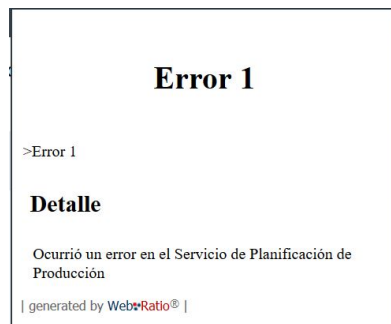 Error 1
>Error 1
Detalle
Ocurrió un error en el Servicio de Planificación de
Producción
| generated by WebRatio® |